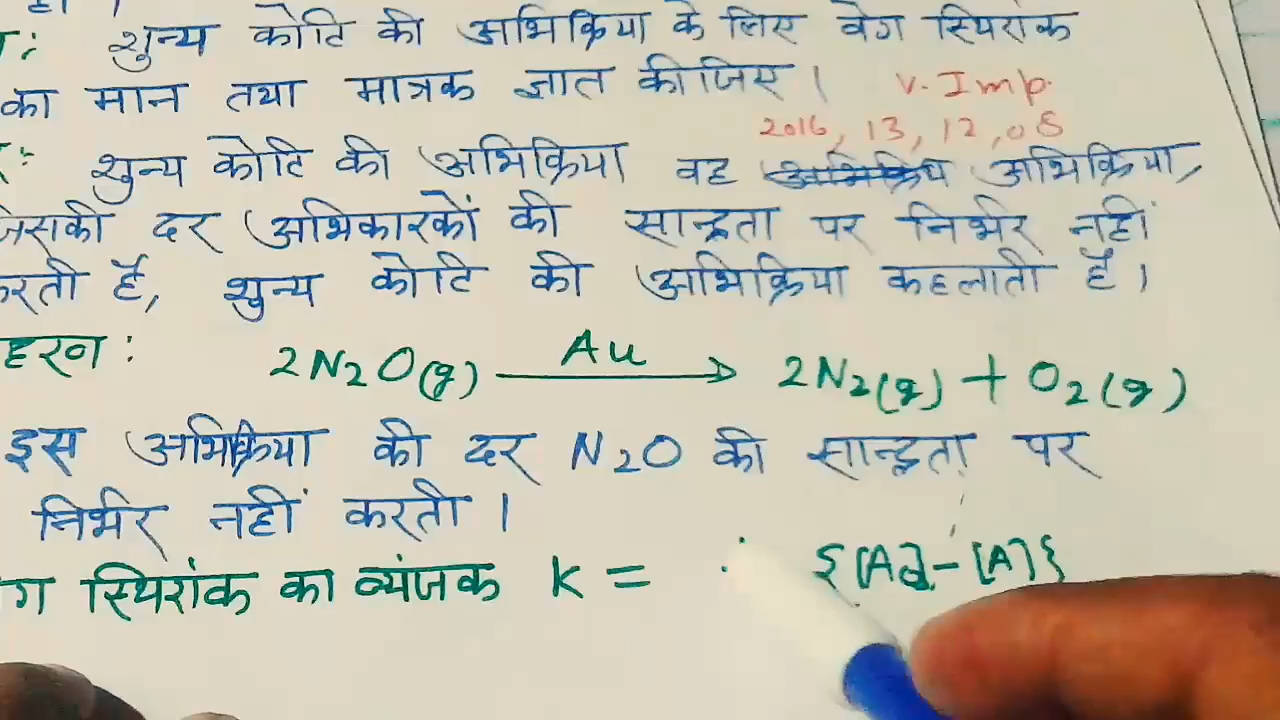 शुन्य कोटि की अभिक्रिया के लिए वेग स्थिरांक
का मान तथा मात्रक ज्ञात कीजिए। v. Imp.
2016, 13, 12, 08
शुन्य कोटि की अभिक्रिया वह अभिक्रिया,
जिसकी दर अभिकारकों की सान्द्रता पर निर्भर नहीं
करती है, शुन्य कोटि की अभिक्रिया कहलाती है।
हरण: 2N2O(g) Au → 2N2(g) + O2(g)
इस अभिक्रिया की दर N2O की सान्द्रता पर
निर्भर नहीं करती।
ग स्थिरांक का व्यंजक K = {[A]0-[A]}